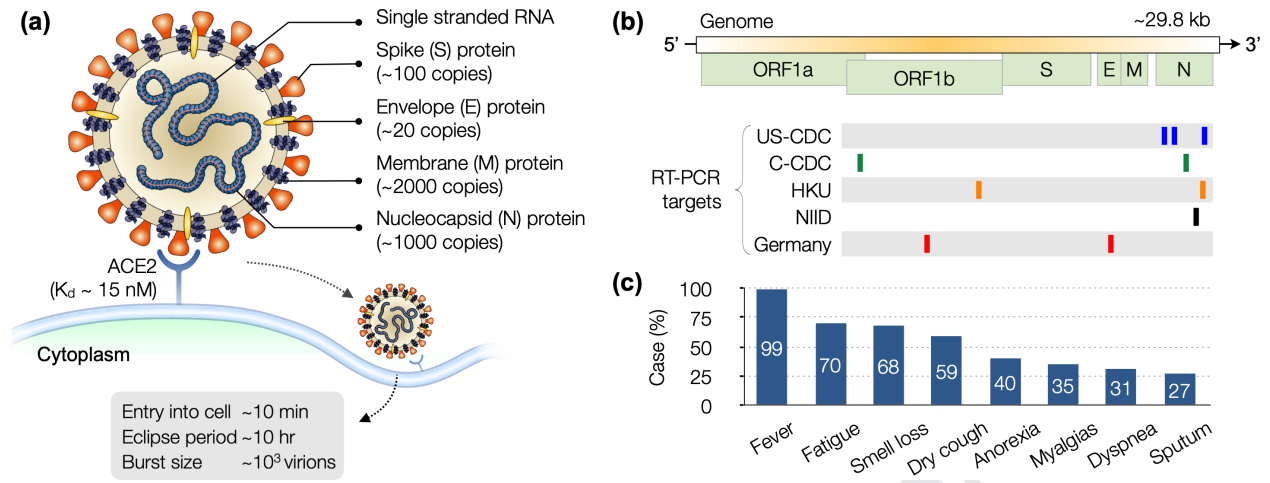 (a)
Single stranded RNA
Spike (S) protein
(~100 copies)
Envelope (E) protein
(~20 copies)
Membrane (M) protein
(~2000 copies)
Nucleocapsid (N) protein
(~1000 copies)
ACE2
(Kd ~ 15 nM)
Cytoplasm
Entry into cell ~10 min
Eclipse period ~10 hr
Burst size ~10³ virions
(b)
Genome ~29.8 kb
5’ 3’
ORF1a ORF1b S E M N
RT-PCR
targets
US-CDC
C-CDC
HKU
NIID
Germany
(c)
Case (%)
100
75
50
25
0
99 70 68 59 40 35 31 27
Fever Fatigue Smell loss Dry cough Anorexia Myalgias Dyspnea Sputum